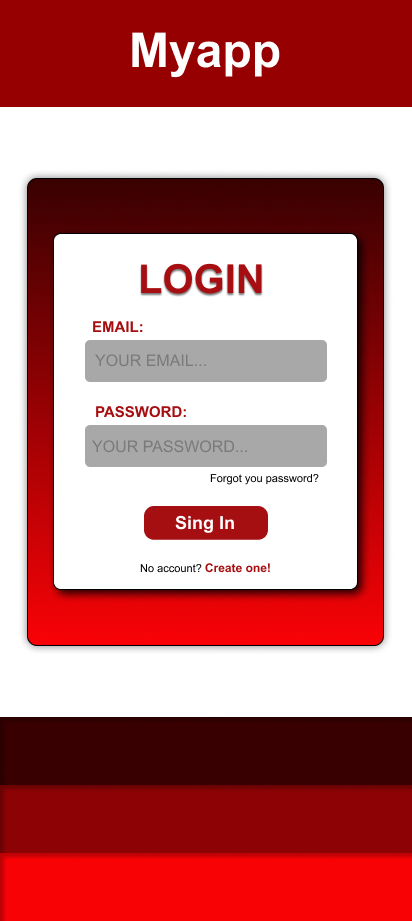 Myapp
LOGIN
EMAIL:
YOUR EMAIL...
PASSWORD:
YOUR PASSWORD...
Forgot you password?
Sing In
No account? Create one!